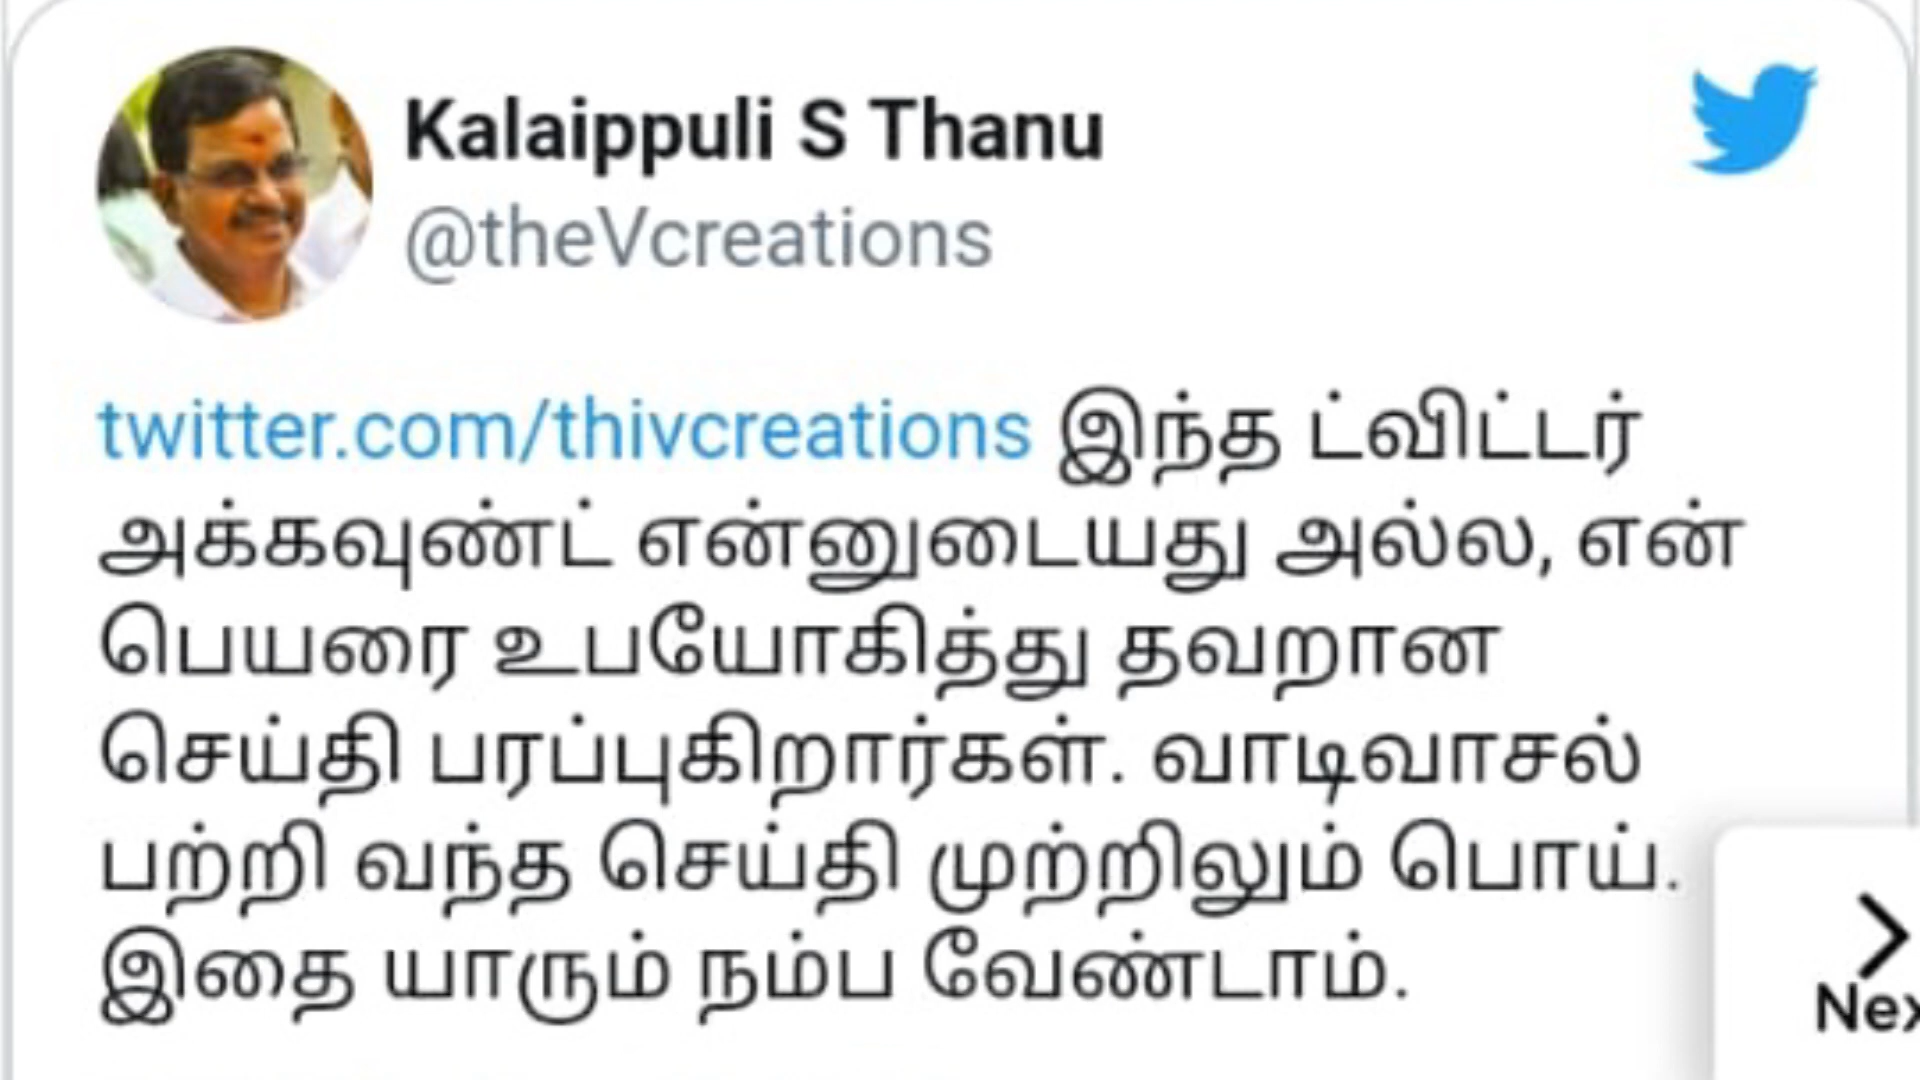 Kalaippuli S Thanu
@theVcreations
twitter.com/thivcreations இந்த ட்விட்டர்
அக்கவுண்ட் என்னுடையது அல்ல, என்
பெயரை உபயோகித்து தவறான
செய்தி பரப்புகிறார்கள். வாடிவாசல்
பற்றி வந்த செய்தி முற்றிலும் பொய்.
இதை யாரும் நம்ப வேண்டாம்.